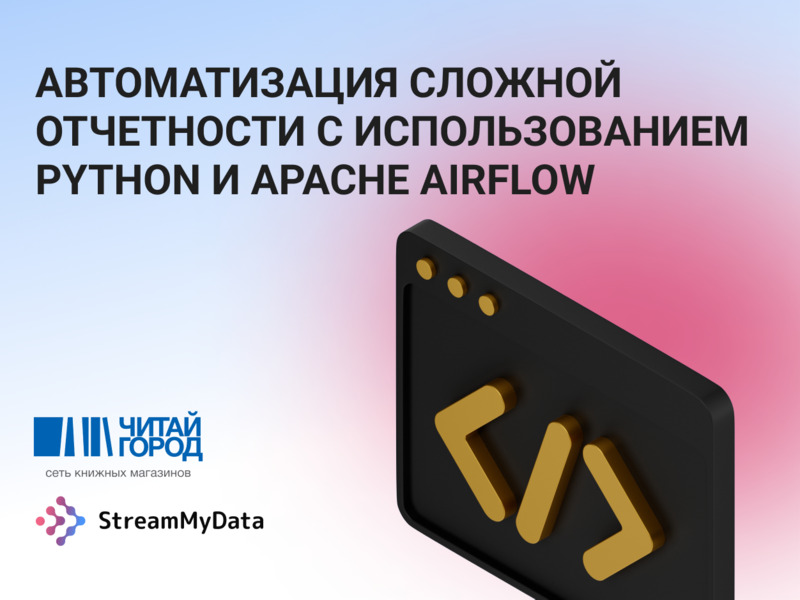 АВТОМАТИЗАЦИЯ СЛОЖНОЙ
ОТЧЕТНОСТИ С ИСПОЛЬЗОВАНИЕМ
PYTHON И APACHE AIRFLOW
</>
ЧИТАЙ
ГОРОД
сеть книжных магазинов
StreamMyData